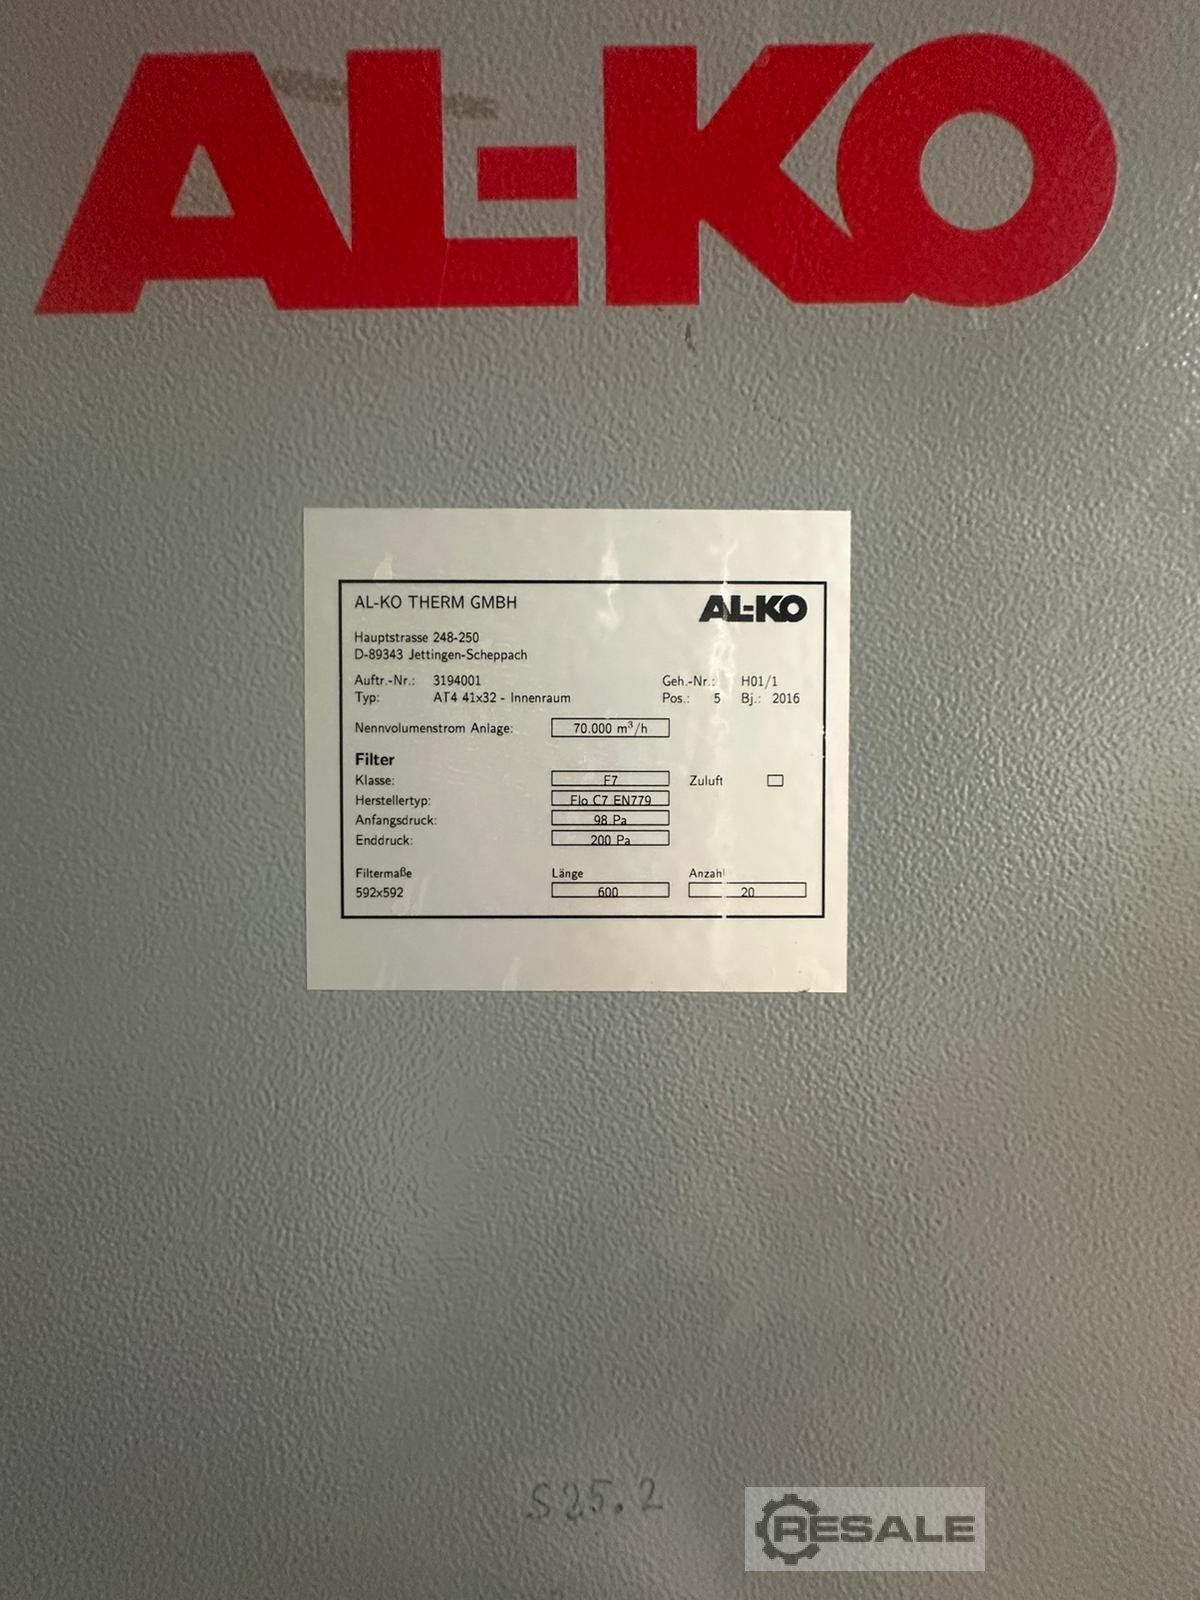 AL-KO
AL-KO THERM GMBH
AL-KO
Hauptstrasse 248-250
D-89343 Jettingen-Scheppach
Auftr.-Nr.: 3194001 Geh.-Nr.: H01/1
Typ: AT4 41x32 - Innenraum Pos.: 5 Bj.: 2016
Nennvolumenstrom Anlage: 70.000 m³/h
Filter
Klasse: F7 Zuluft
Herstellertyp: Flo C7 EN779
Anfangsdruck: 98 Pa
Enddruck: 200 Pa
Filtermaße Länge Anzahl
592x592 600 20
S25.2
RESALE